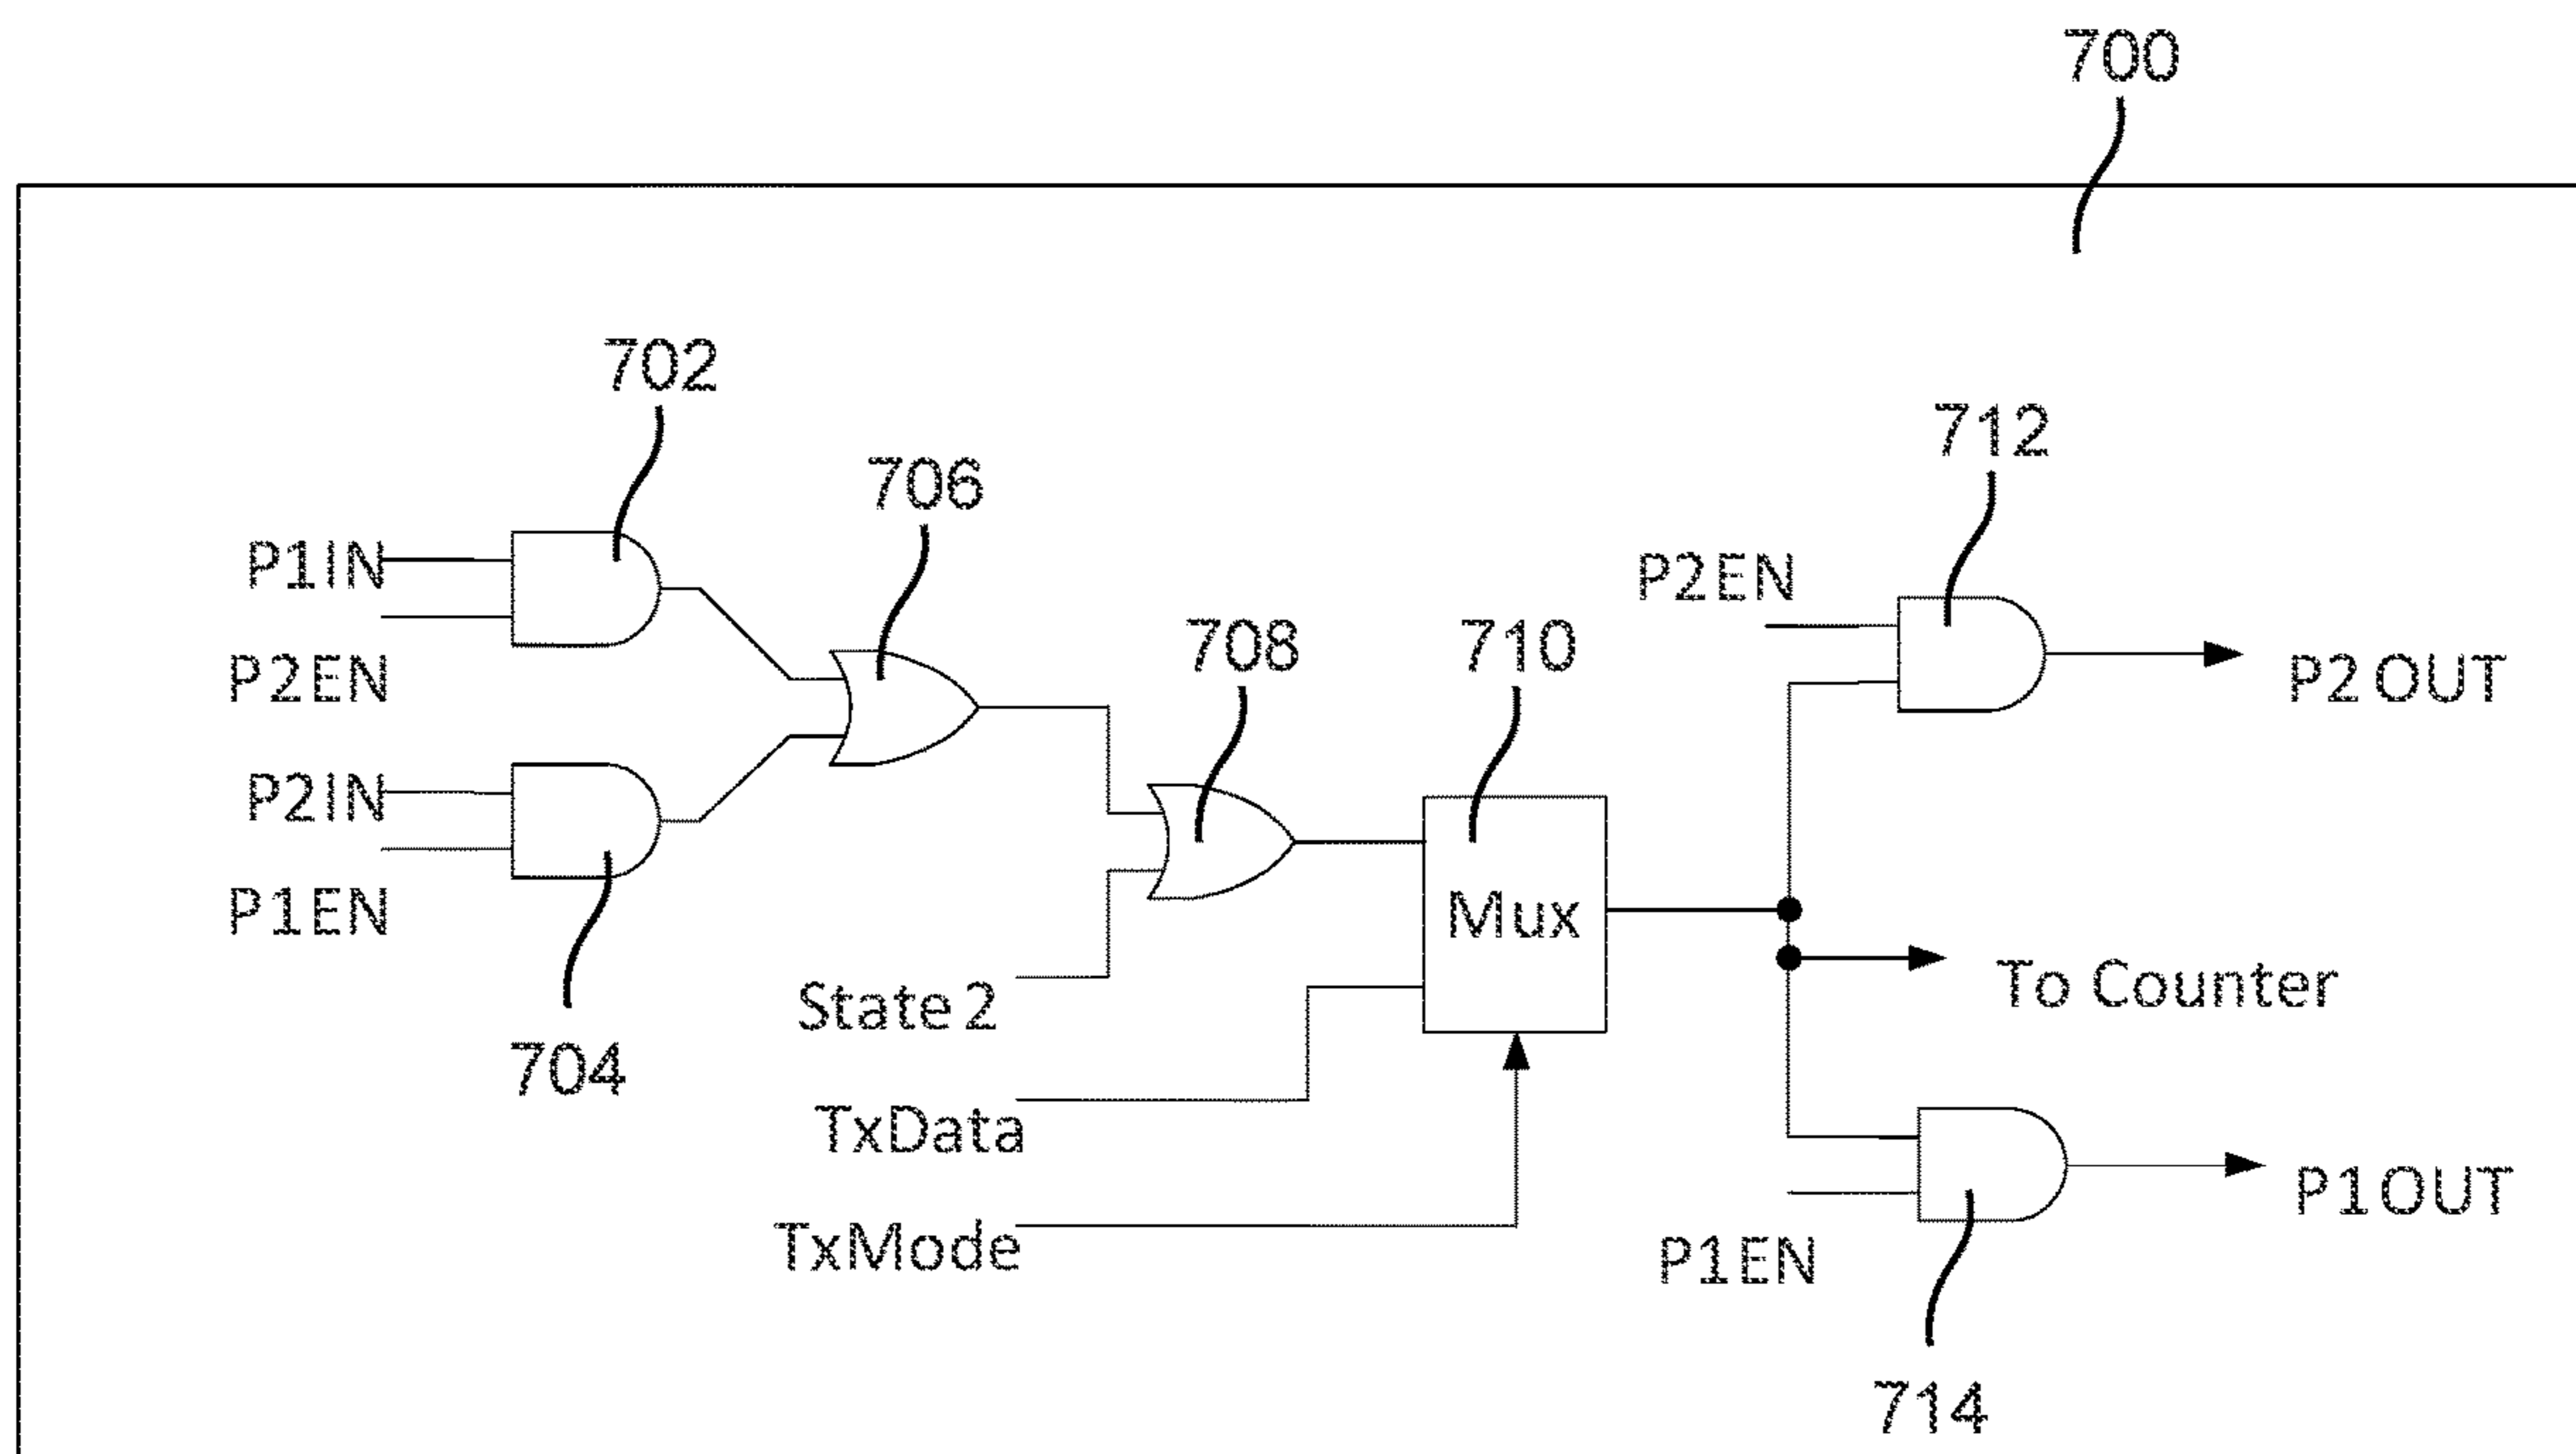 700
702
706
712
P1IN
P2EN
708
710
P2EN
P2 OUT
P2IN
P1EN
Mux
State 2
To Counter
704
TxData
TxMode
P1OUT
P1EN
714